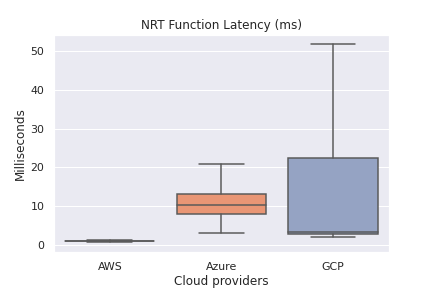 NRT Function Latency (ms)
50
40
30
20
10
0
Milliseconds
AWS Azure GCP
Cloud providers